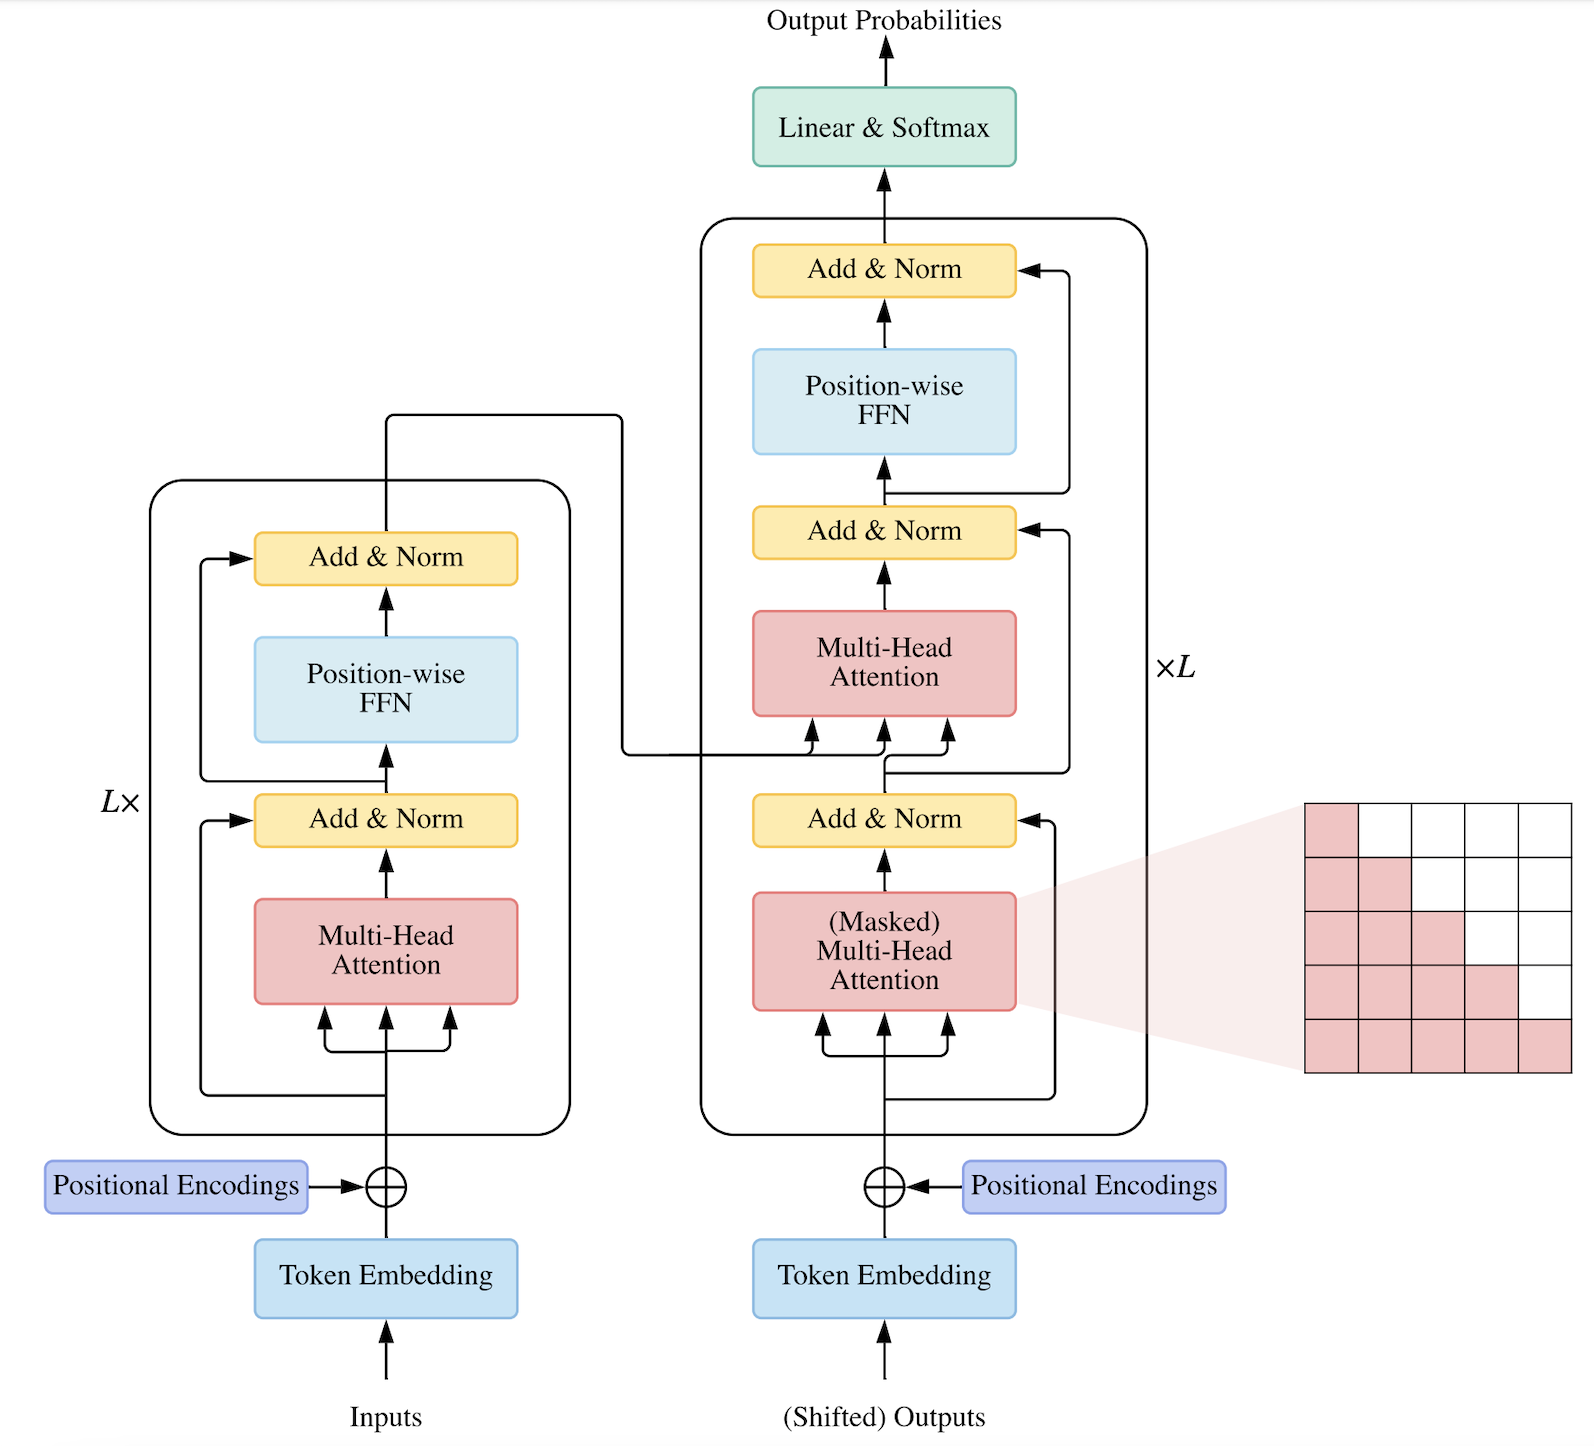 Output Probabilities
Linear & Softmax
Add & Norm
Position-wise
FFN
Add & Norm
Multi-Head
Attention
×L
Add & Norm
(Masked)
Multi-Head
Attention
Positional Encodings
Token Embedding
(Shifted) Outputs
Add & Norm
Position-wise
FFN
L×
Add & Norm
Multi-Head
Attention
Positional Encodings
Token Embedding
Inputs